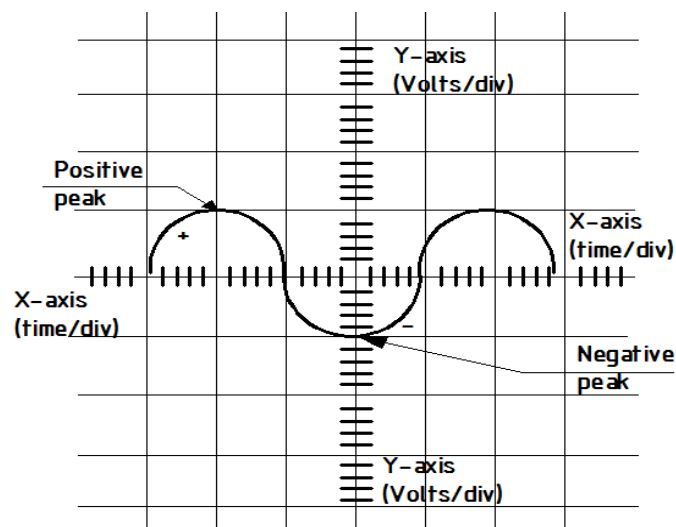 Y-axis
(Volts/div)
Positive
peak
+
X-axis
(time/div)
X-axis
(time/div)
-
Negative
peak
Y-axis
(Volts/div)